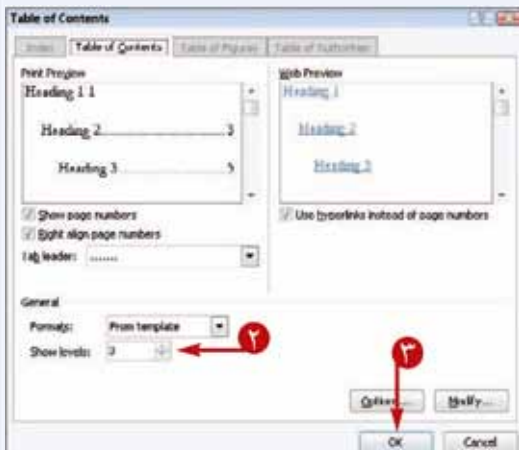 Table of Contents
Index Table of Contents Table of Figures Table of Authorities
Print Preview Web Preview
Heading 1 1 Heading 1
Heading 2 3 Heading 2
Heading 3 5 Heading 3
Show page numbers Use hyperlinks instead of page numbers
Right align page numbers
Tab leader: .......
General
Formats: From template
Show levels: 3 ٢
٣
Options... Modify...
OK Cancel